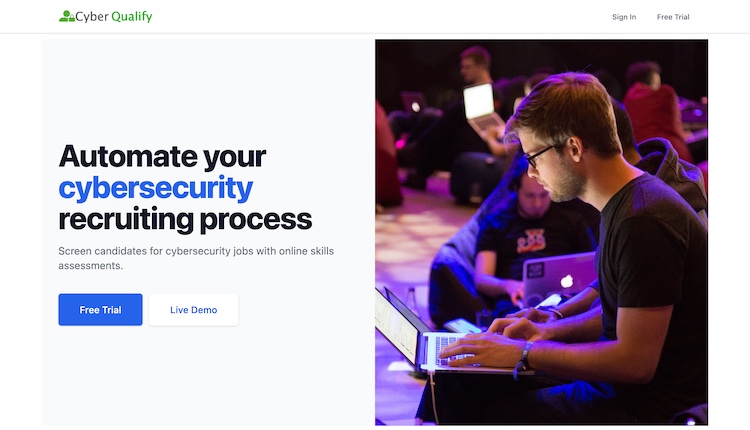 Cyber Qualify
Sign In
Free Trial
Automate your
cybersecurity
recruiting process
Screen candidates for cybersecurity jobs with online skills
assessments.
Free Trial
Live Demo